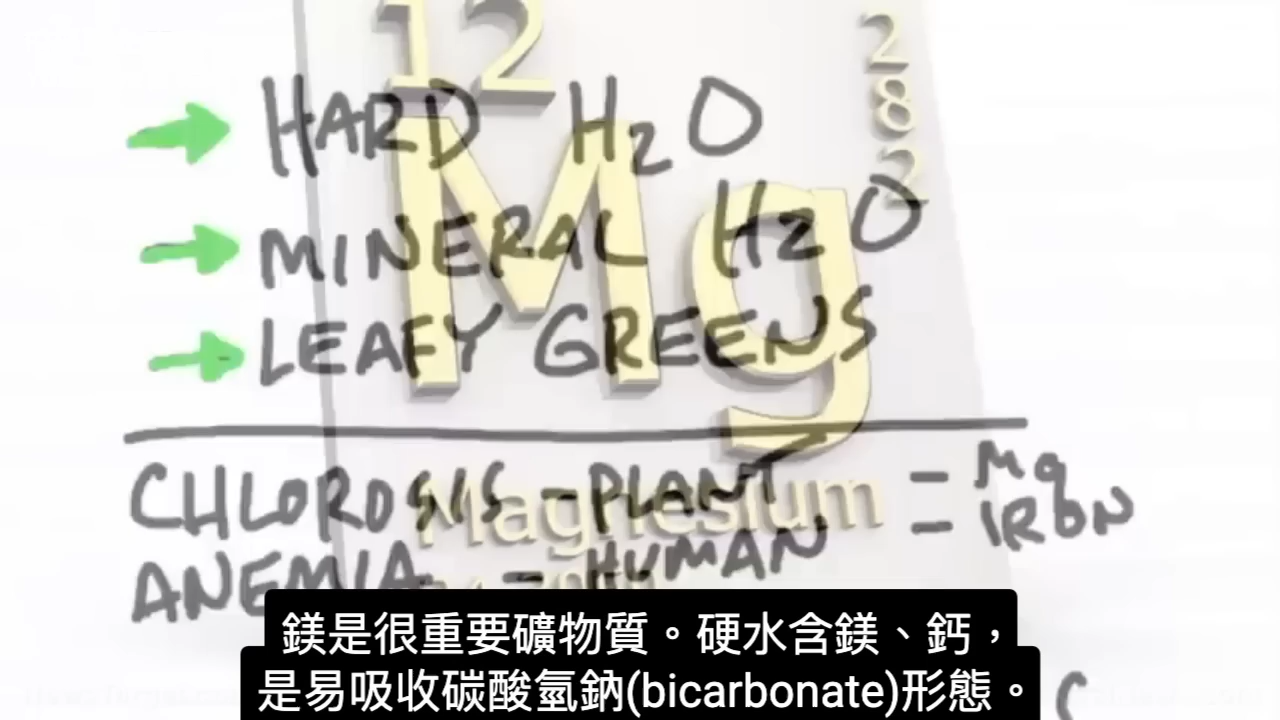 12
2
8
2
Mg
Magnesium
HARD H2O
MINERAL H2O
LEAFY GREENS
CHLOROSIS - PLANT = Mg
ANEMIA - HUMAN = IRON
鎂是很重要礦物質。硬水含鎂、鈣，
是易吸收碳酸氫鈉(bicarbonate)形態。